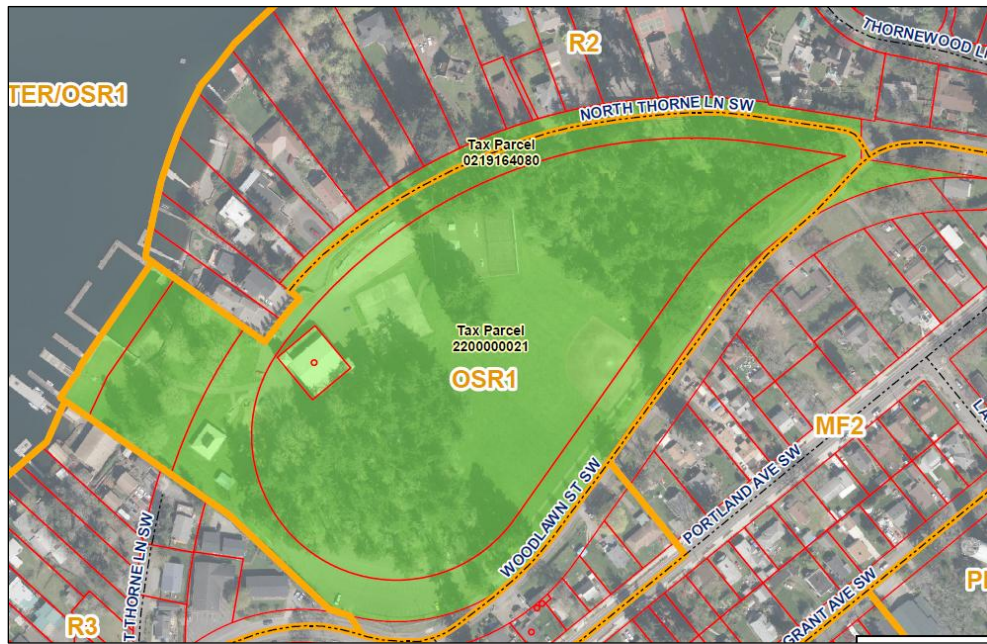 THORNEWOOD L
R2
TER/OSR1
NORTH THORNE LN SW
Tax Parcel
0219164080
Tax Parcel
2200000021
OSR1
MF2
PORTLAND AVE SW
WOODLAWN ST SW
LA
T THORNE LN SW
GRANT AVE SW
P
R3